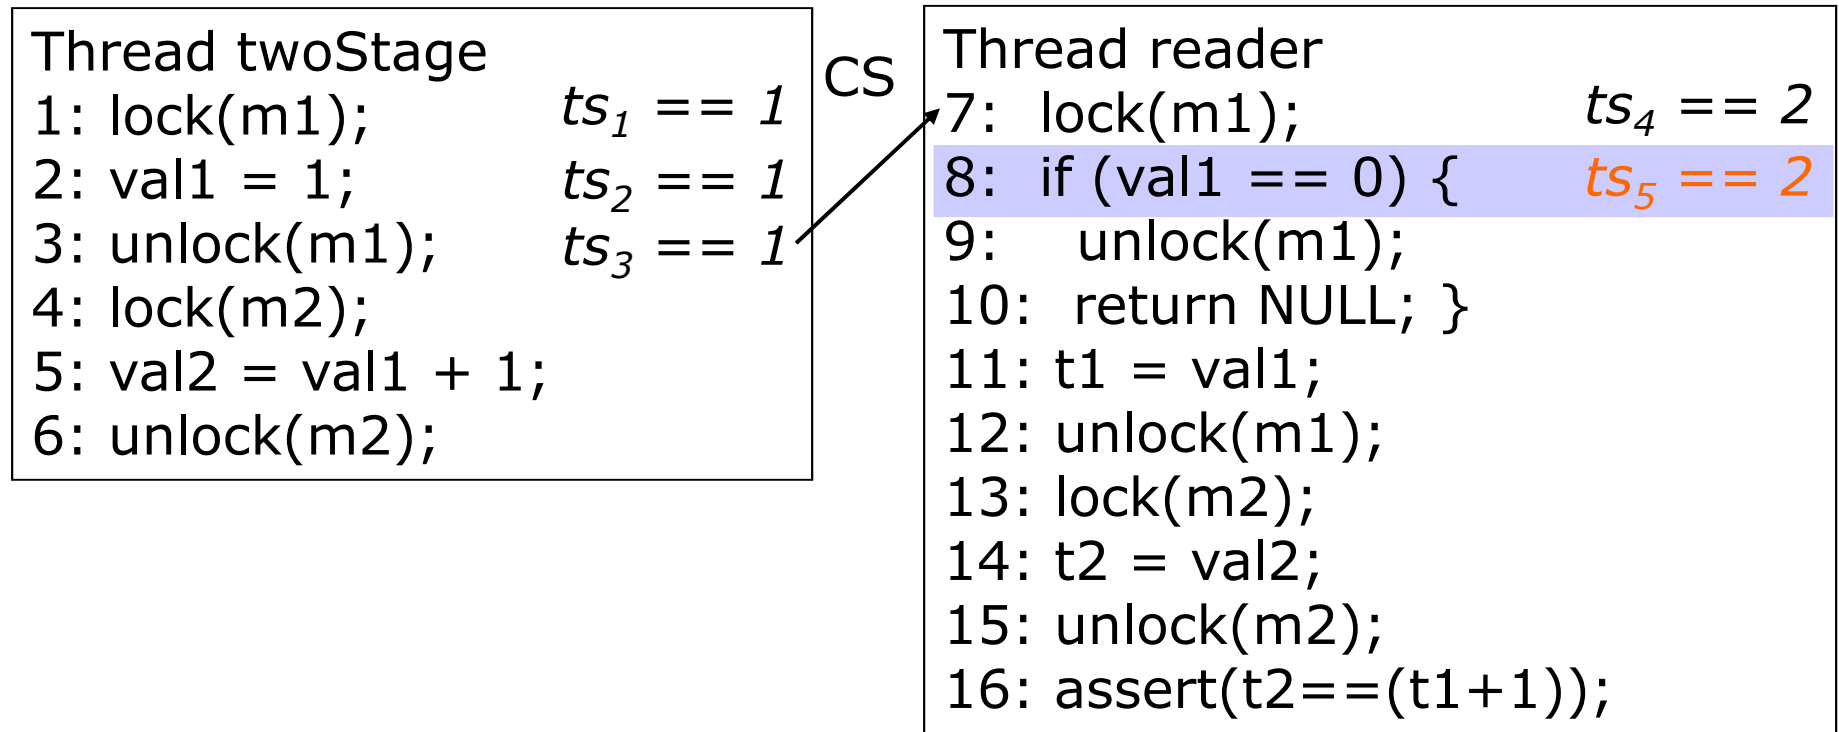 Thread twoStage
1: lock(m1); ts₁ == 1
2: val1 = 1; ts₂ == 1
3: unlock(m1); ts₃ == 1
4: lock(m2);
5: val2 = val1 + 1;
6: unlock(m2);
CS
Thread reader
7: lock(m1); ts₄ == 2
8: if (val1 == 0) { ts₅ == 2
9: unlock(m1);
10: return NULL; }
11: t1 = val1;
12: unlock(m1);
13: lock(m2);
14: t2 = val2;
15: unlock(m2);
16: assert(t2==(t1+1));